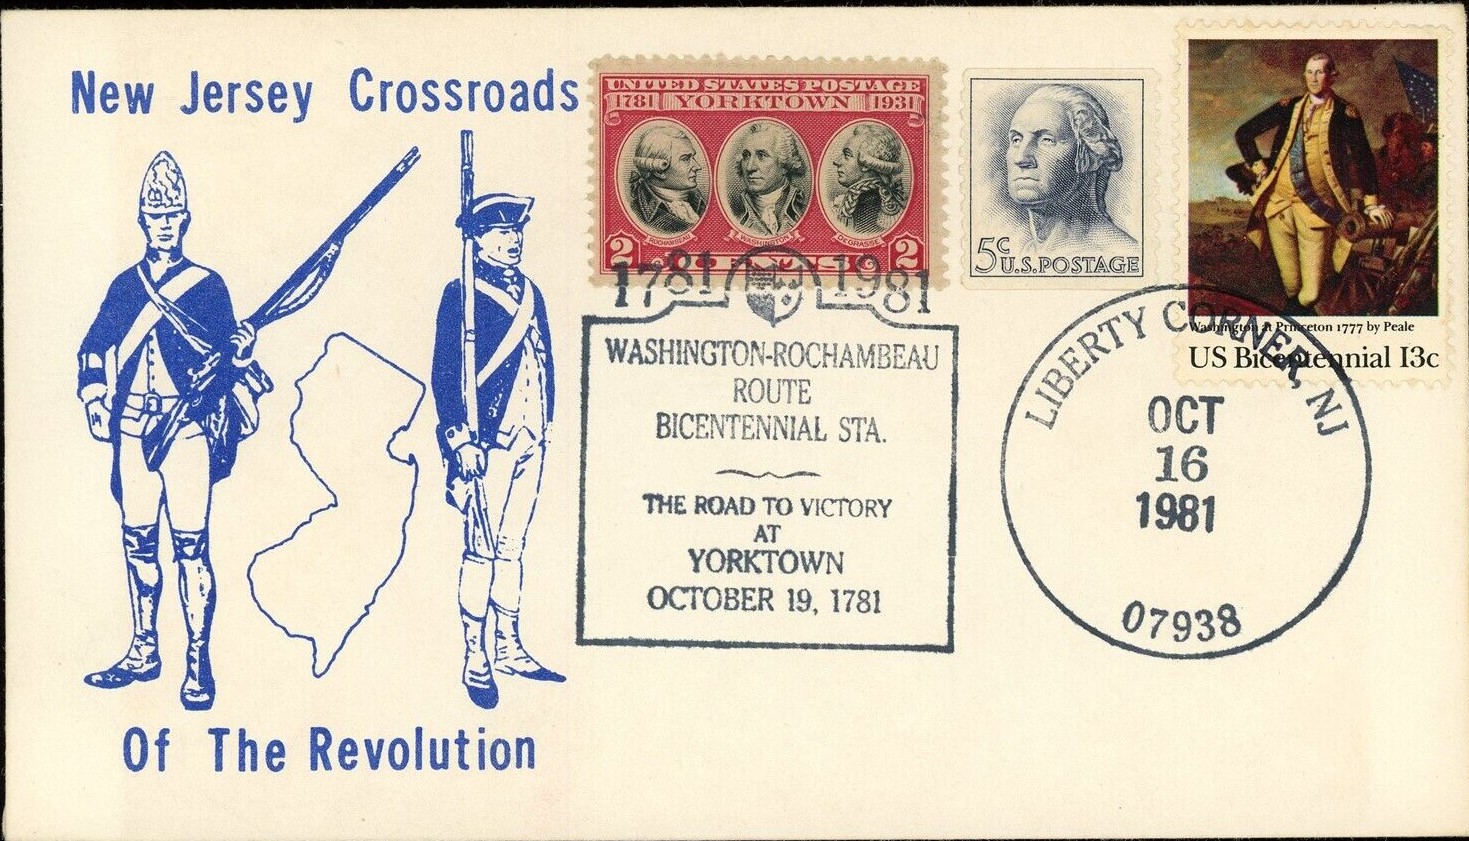 New Jersey Crossroads
Of The Revolution
UNITED STATES POSTAGE
1781 YORKTOWN 1931
ROCHAMBEAU WASHINGTON DE GRASSE
2 CENTS 2
5c
U.S. POSTAGE
Washington at Princeton 1777 by Peale
US Bicentennial 13c
1781 1981
WASHINGTON-ROCHAMBEAU
ROUTE
BICENTENNIAL STA.
THE ROAD TO VICTORY
AT
YORKTOWN
OCTOBER 19, 1781
LIBERTY CORNER, NJ
OCT
16
1981
07938